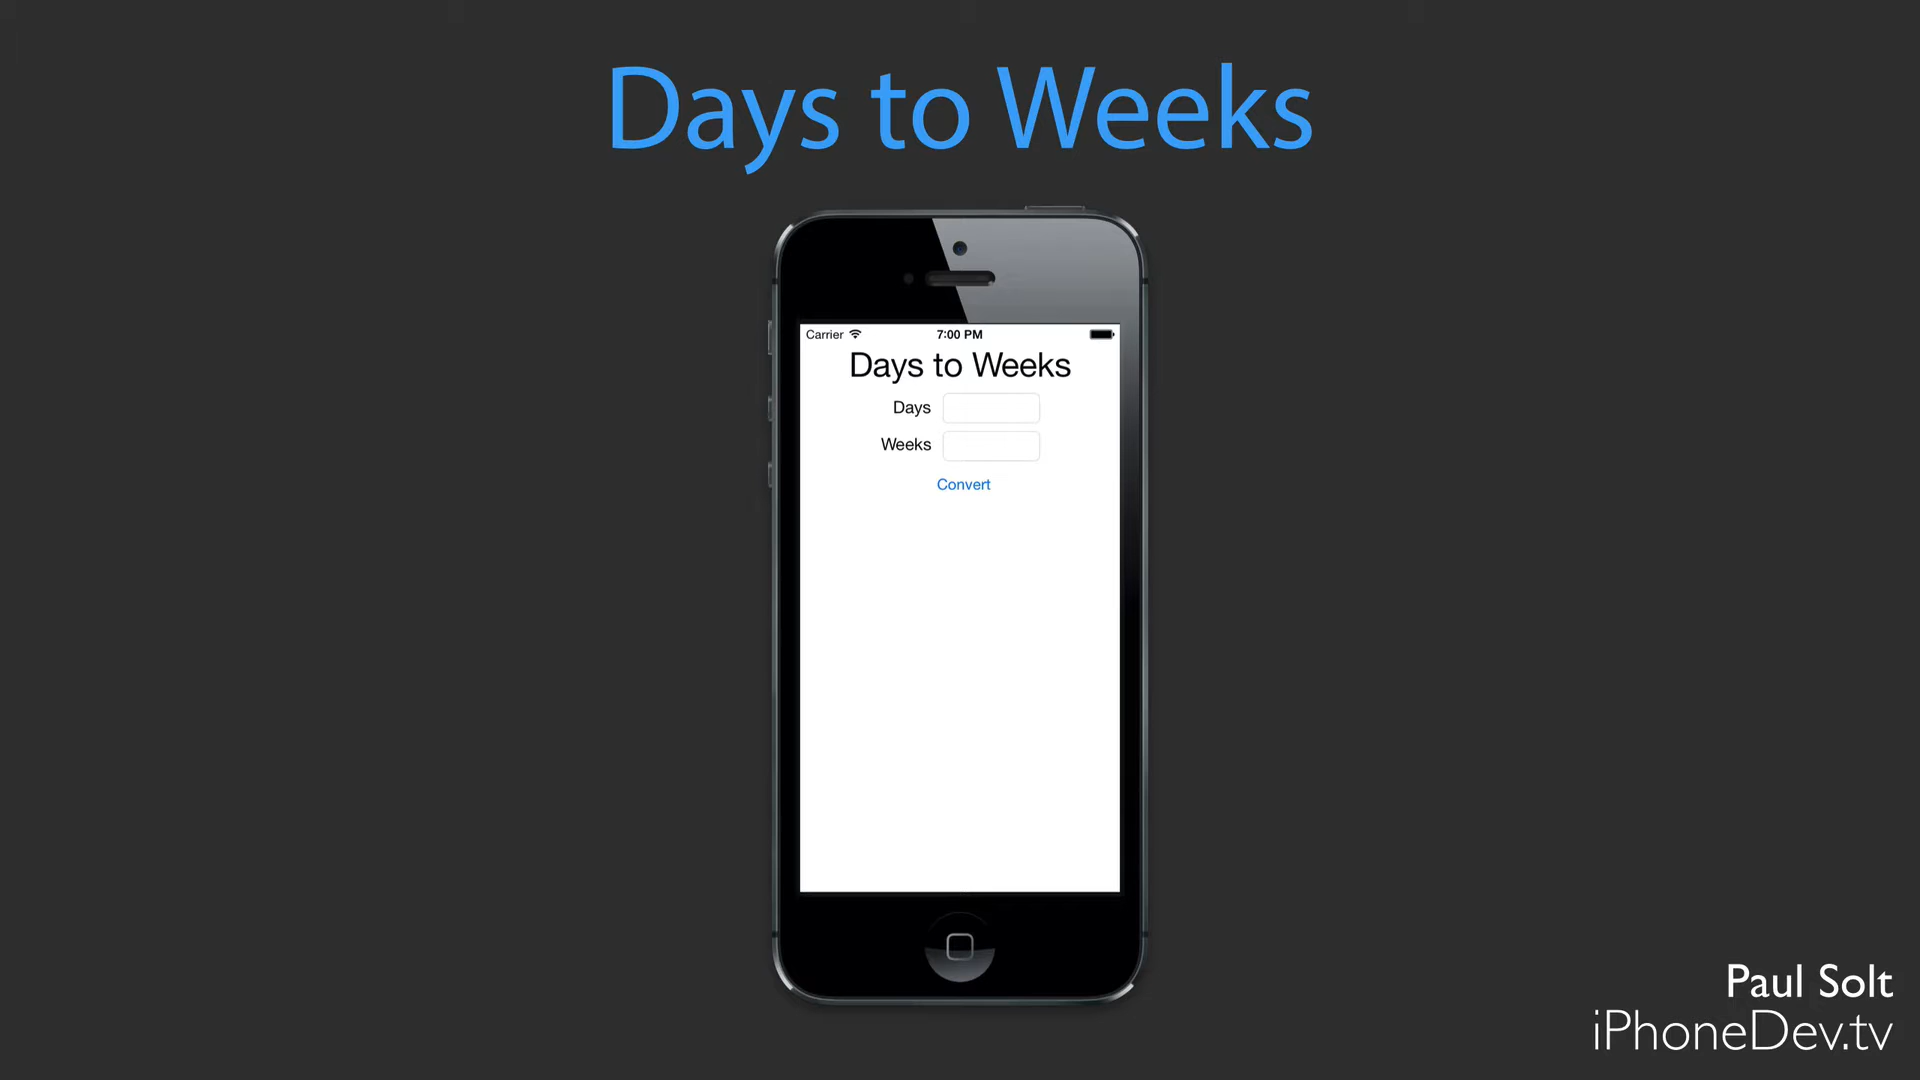 Days to Weeks
Carrier 7:00 PM
Days to Weeks
Days
Weeks
Convert
Paul Solt
iPhoneDev.tv